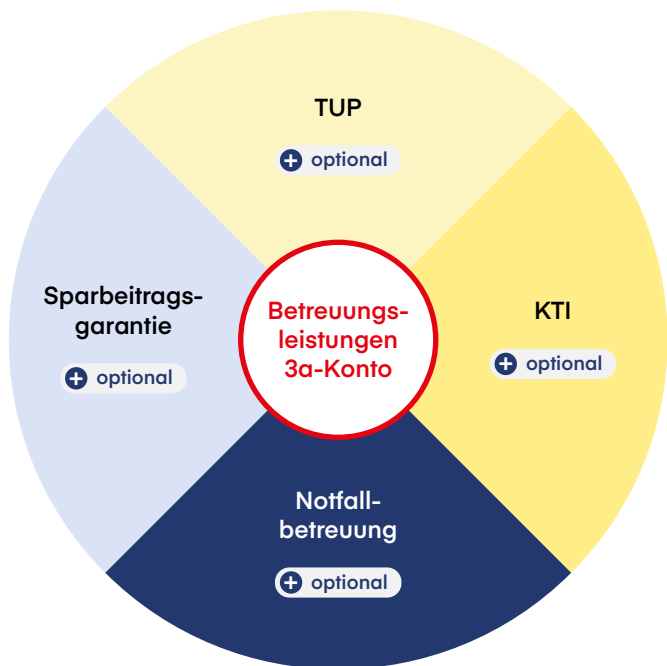 TUP
optional
Sparbeitrags-
garantie
optional
Betreuungs-
leistungen
3a-Konto
KTI
optional
Notfall-
betreuung
optional